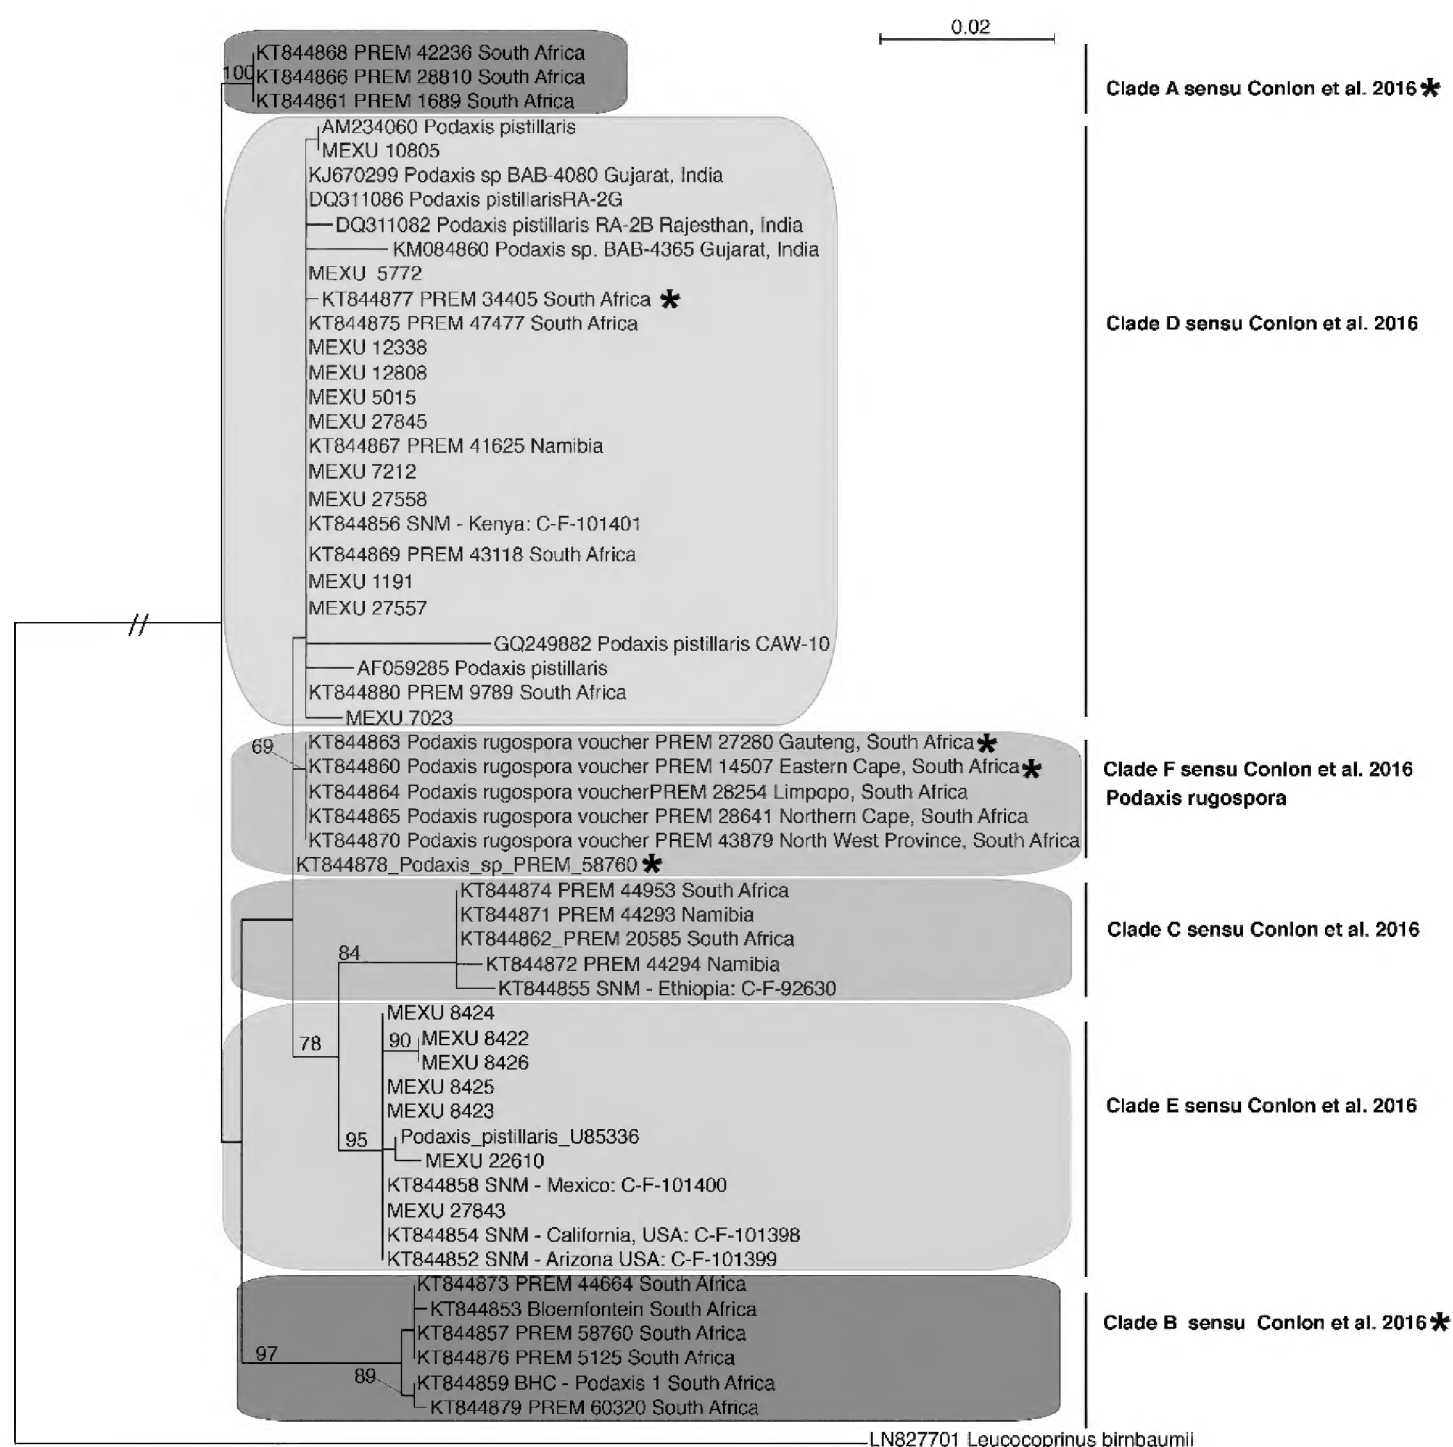 0.02
KT844868 PREM 42236 South Africa
100
KT844866 PREM 28810 South Africa
Clade A sensu Conlon et al. 2016 *
KT844861 PREM 1689 South Africa
AM234060 Podaxis pistillaris
MEXU 10805
KJ670299 Podaxis sp BAB-4080 Gujarat, India
DQ311086 Podaxis pistillarisRA-2G
DQ311082 Podaxis pistillaris RA-2B Rajesthan, India
KM084860 Podaxis sp. BAB-4365 Gujarat, India
MEXU 5772
KT844877 PREM 34405 South Africa *
KT844875 PREM 47477 South Africa
Clade D sensu Conlon et al. 2016
MEXU 12338
MEXU 12808
MEXU 5015
MEXU 27845
KT844867 PREM 41625 Namibia
MEXU 7212
MEXU 27558
KT844856 SNM - Kenya: C-F-101401
KT844869 PREM 43118 South Africa
MEXU 1191
MEXU 27557
//
GQ249882 Podaxis pistillaris CAW-10
AF059285 Podaxis pistillaris
KT844880 PREM 9789 South Africa
MEXU 7023
69
KT844863 Podaxis rugospora voucher PREM 27280 Gauteng, South Africa *
KT844860 Podaxis rugospora voucher PREM 14507 Eastern Cape, South Africa *
Clade F sensu Conlon et al. 2016
KT844864 Podaxis rugospora voucherPREM 28254 Limpopo, South Africa
Podaxis rugospora
KT844865 Podaxis rugospora voucher PREM 28641 Northern Cape, South Africa
KT844870 Podaxis rugospora voucher PREM 43879 North West Province, South Africa
KT844878_Podaxis_sp_PREM_58760 *
KT844874 PREM 44953 South Africa
KT844871 PREM 44293 Namibia
Clade C sensu Conlon et al. 2016
KT844862_PREM 20585 South Africa
84
KT844872 PREM 44294 Namibia
KT844855 SNM - Ethiopia: C-F-92630
MEXU 8424
78
90
MEXU 8422
MEXU 8426
MEXU 8425
Clade E sensu Conlon et al. 2016
MEXU 8423
95
Podaxis_pistillaris_U85336
MEXU 22610
KT844858 SNM - Mexico: C-F-101400
MEXU 27843
KT844854 SNM - California, USA: C-F-101398
KT844852 SNM - Arizona USA: C-F-101399
KT844873 PREM 44664 South Africa
KT844853 Bloemfontein South Africa
Clade B sensu Conlon et al. 2016 *
KT844857 PREM 58760 South Africa
97
KT844876 PREM 5125 South Africa
89
KT844859 BHC - Podaxis 1 South Africa
KT844879 PREM 60320 South Africa
LN827701 Leucocoprinus birnbaumii